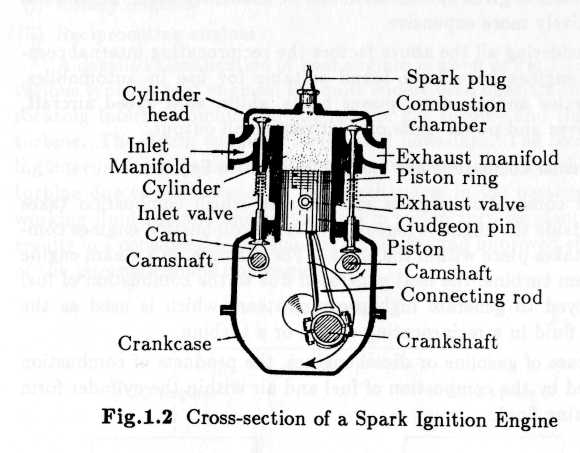 Spark plug
Cylinder
head
Combustion
chamber
Inlet
Manifold
Exhaust manifold
Cylinder
Piston ring
Inlet valve
Exhaust valve
Gudgeon pin
Cam
Piston
Camshaft
Camshaft
Connecting rod
Crankcase
Crankshaft
Fig.1.2 Cross-section of a Spark Ignition Engine